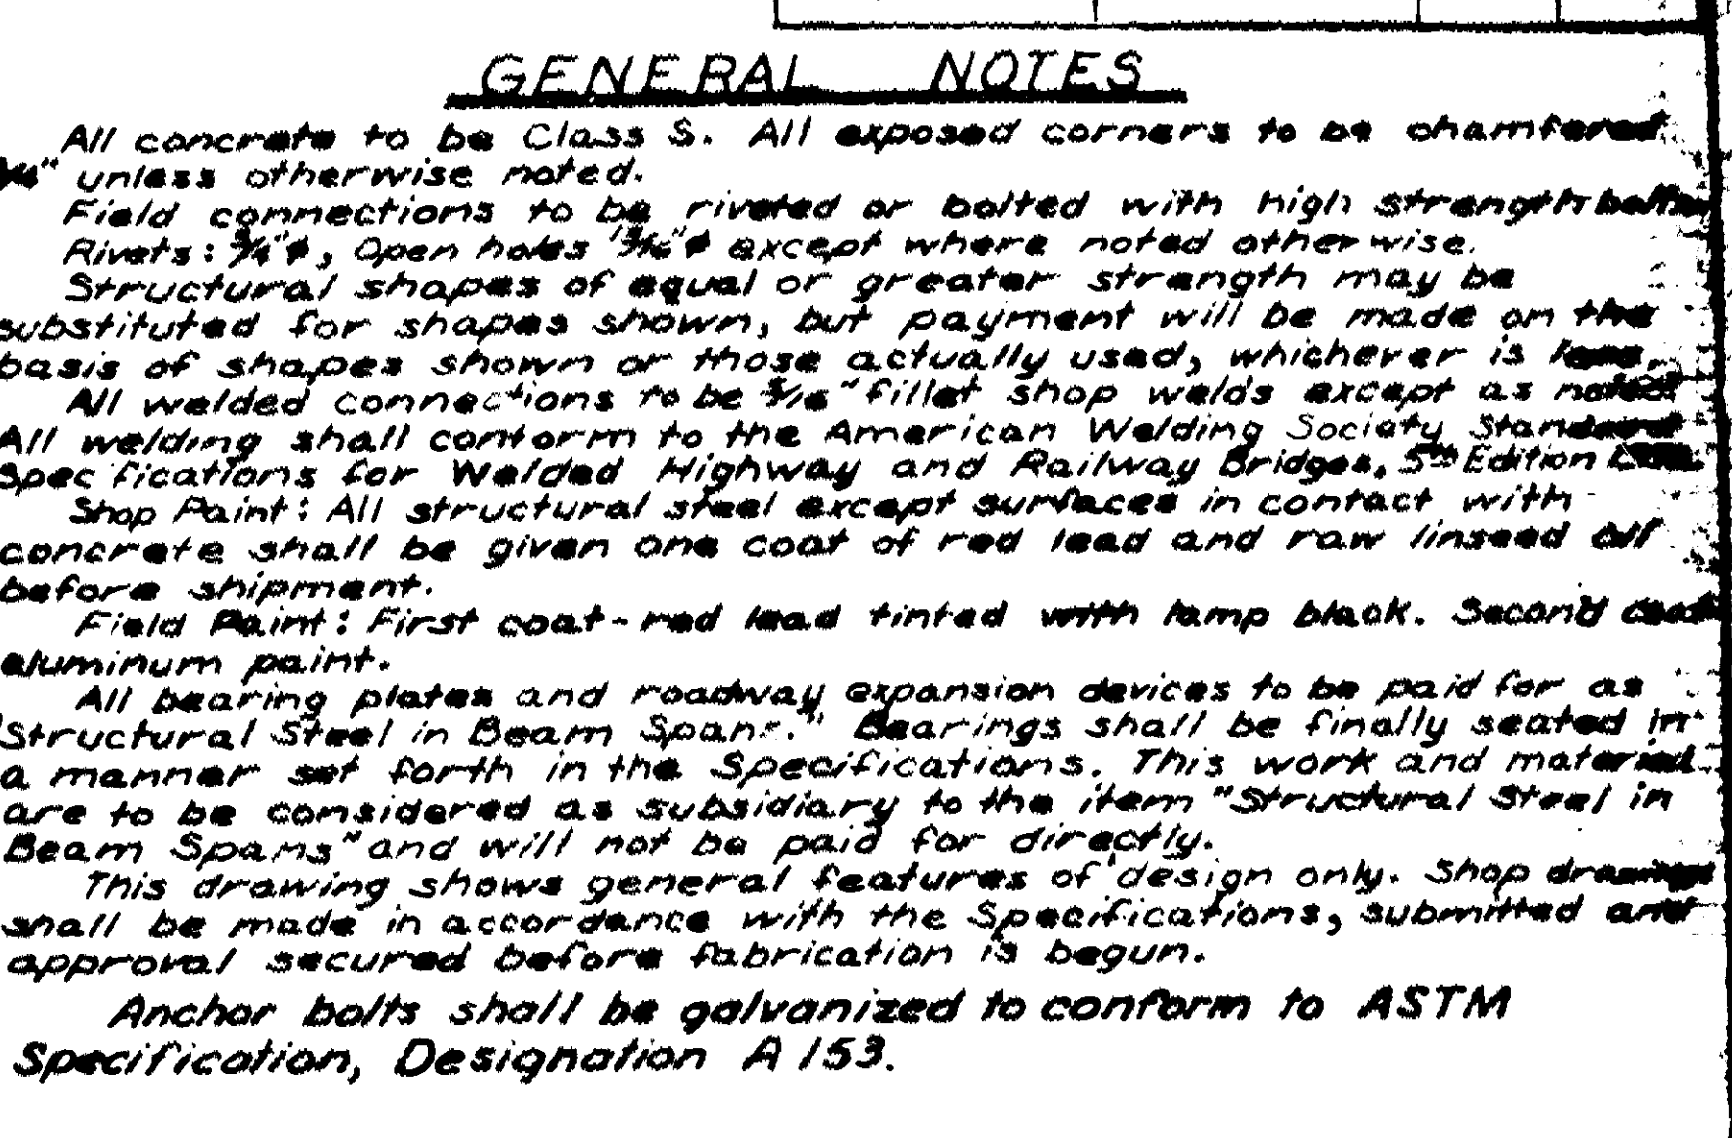 GENERAL NOTES
All concrete to be Class S. All exposed corners to be chamfered
unless otherwise noted.
Field connections to be riveted or bolted with high strength bolts.
Rivets: 3/4"ø, Open holes 13/16"ø except where noted otherwise.
Structural shapes of equal or greater strength may be
substituted for shapes shown, but payment will be made on the
basis of shapes shown or those actually used, whichever is less.
All welded connections to be 5/16" fillet shop welds except as noted.
All welding shall conform to the American Welding Society Standard
Specifications for Welded Highway and Railway Bridges, 5th Edition
Shop Paint: All structural steel except surfaces in contact with
concrete shall be given one coat of red lead and raw linseed oil
before shipment.
Field Paint: First coat-red lead tinted with lamp black. Second coat
aluminum paint.
All bearing plates and roadway expansion devices to be paid for as
"Structural Steel in Beam Spans." Bearings shall be finally seated in
a manner set forth in the Specifications. This work and material
are to be considered as subsidiary to the item "Structural Steel in
Beam Spans" and will not be paid for directly.
This drawing shows general features of design only. Shop drawings
shall be made in accordance with the Specifications, submitted and
approval secured before fabrication is begun.
Anchor bolts shall be galvanized to conform to ASTM
Specification, Designation A 153.